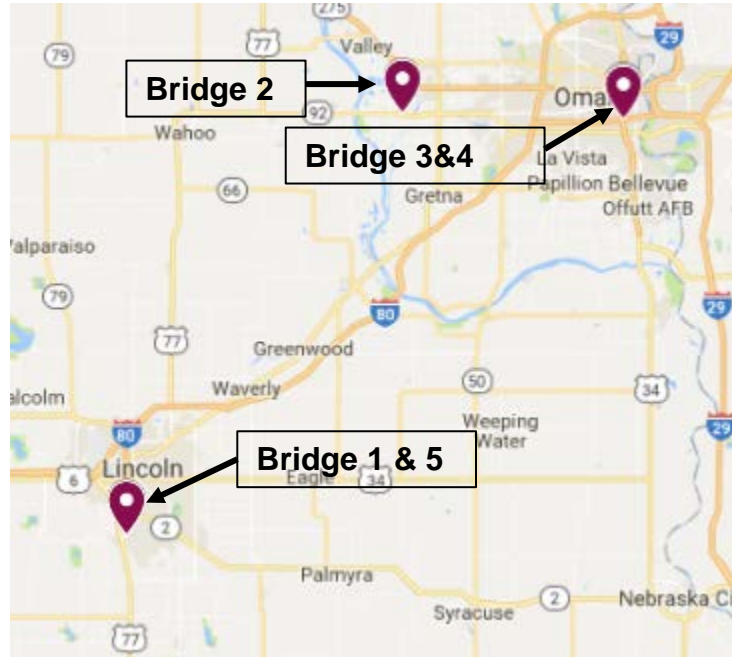 275
77
29
79
Valley
Bridge 2
Oma
92
Wahoo
Bridge 3&4
La Vista
66
Papillion Bellevue
Gretna
Offutt AFB
alparaiso
79
80
29
77
Greenwood
50
34
Waverly
alcolm
Weeping
Water
29
80
Bridge 1 & 5
Lincoln
6
Eagle
34
2
Palmyra
2
Nebraska Ci
Syracuse
77